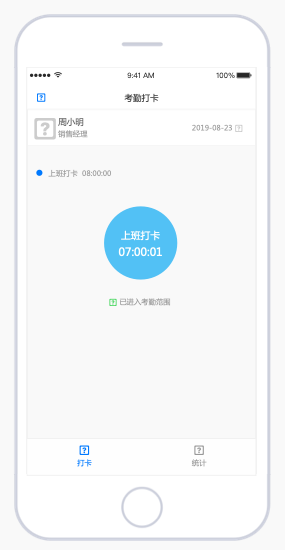 9:41 AM
100%
考勤打卡
周小明
销售经理
2019-08-23
上班打卡 08:00:00
上班打卡
07:00:01
已进入考勤范围
打卡
统计